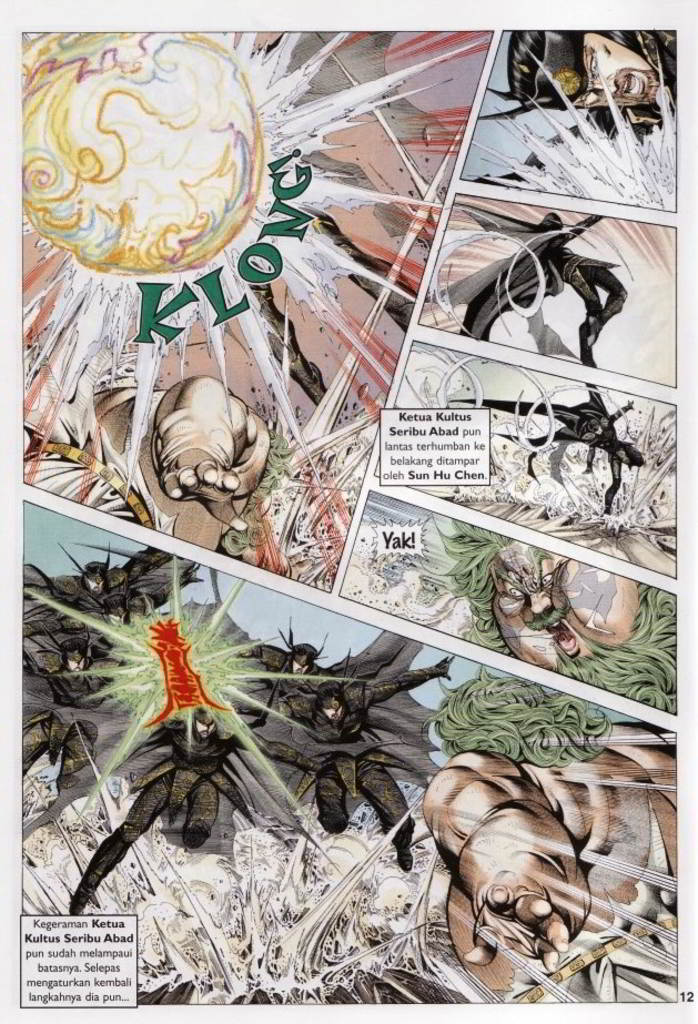 KLONG!
Ketua Kultus
Seribu Abad pun
lantas terhumban ke
belakang ditampar
oleh Sun Hu Chen.
Yak!
Kegeraman Ketua
Kultus Seribu Abad
pun sudah melampaui
batasnya. Selepas
mengaturkan kembali
langkahnya dia pun...
12